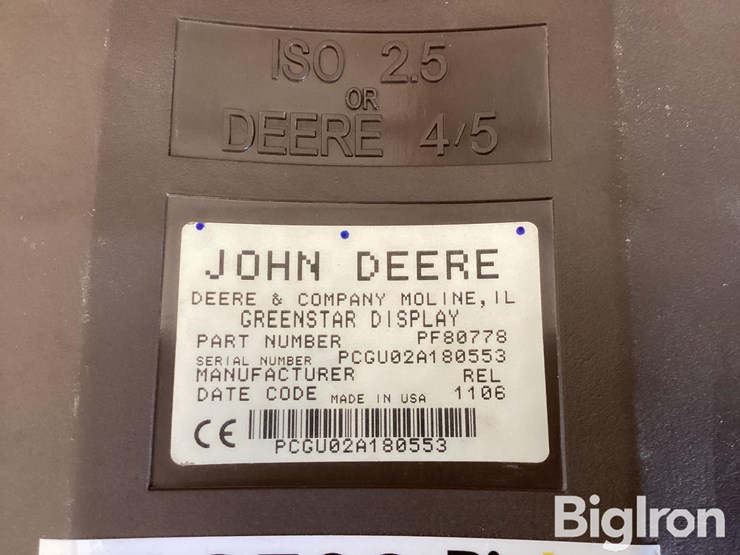 ISO 2.5
OR
DEERE 4/5
JOHN DEERE
DEERE & COMPANY MOLINE, IL
GREENSTAR DISPLAY
PART NUMBER PF80778
SERIAL NUMBER PCGU02A180553
MANUFACTURER REL
DATE CODE MADE IN USA 1106
CE
PCGU02A180553
BigIron